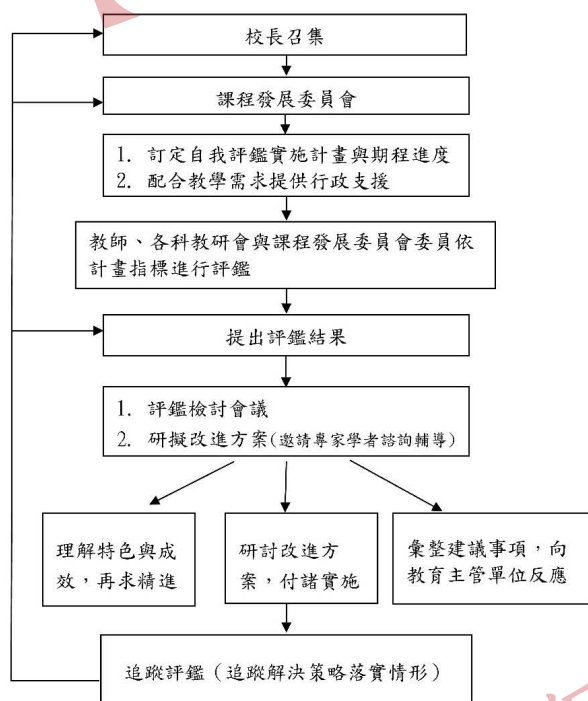 校長召集
課程發展委員會
1. 訂定自我評鑑實施計畫與期程進度
2. 配合教學需求提供行政支援
教師、各科教研會與課程發展委員會委員依
計畫指標進行評鑑
提出評鑑結果
1. 評鑑檢討會議
2. 研擬改進方案(邀請專家學者諮詢輔導)
理解特色與成
效，再求精進
研討改進方
案，付諸實施
彙整建議事項，向
教育主管單位反應
追蹤評鑑（追蹤解決策略落實情形）